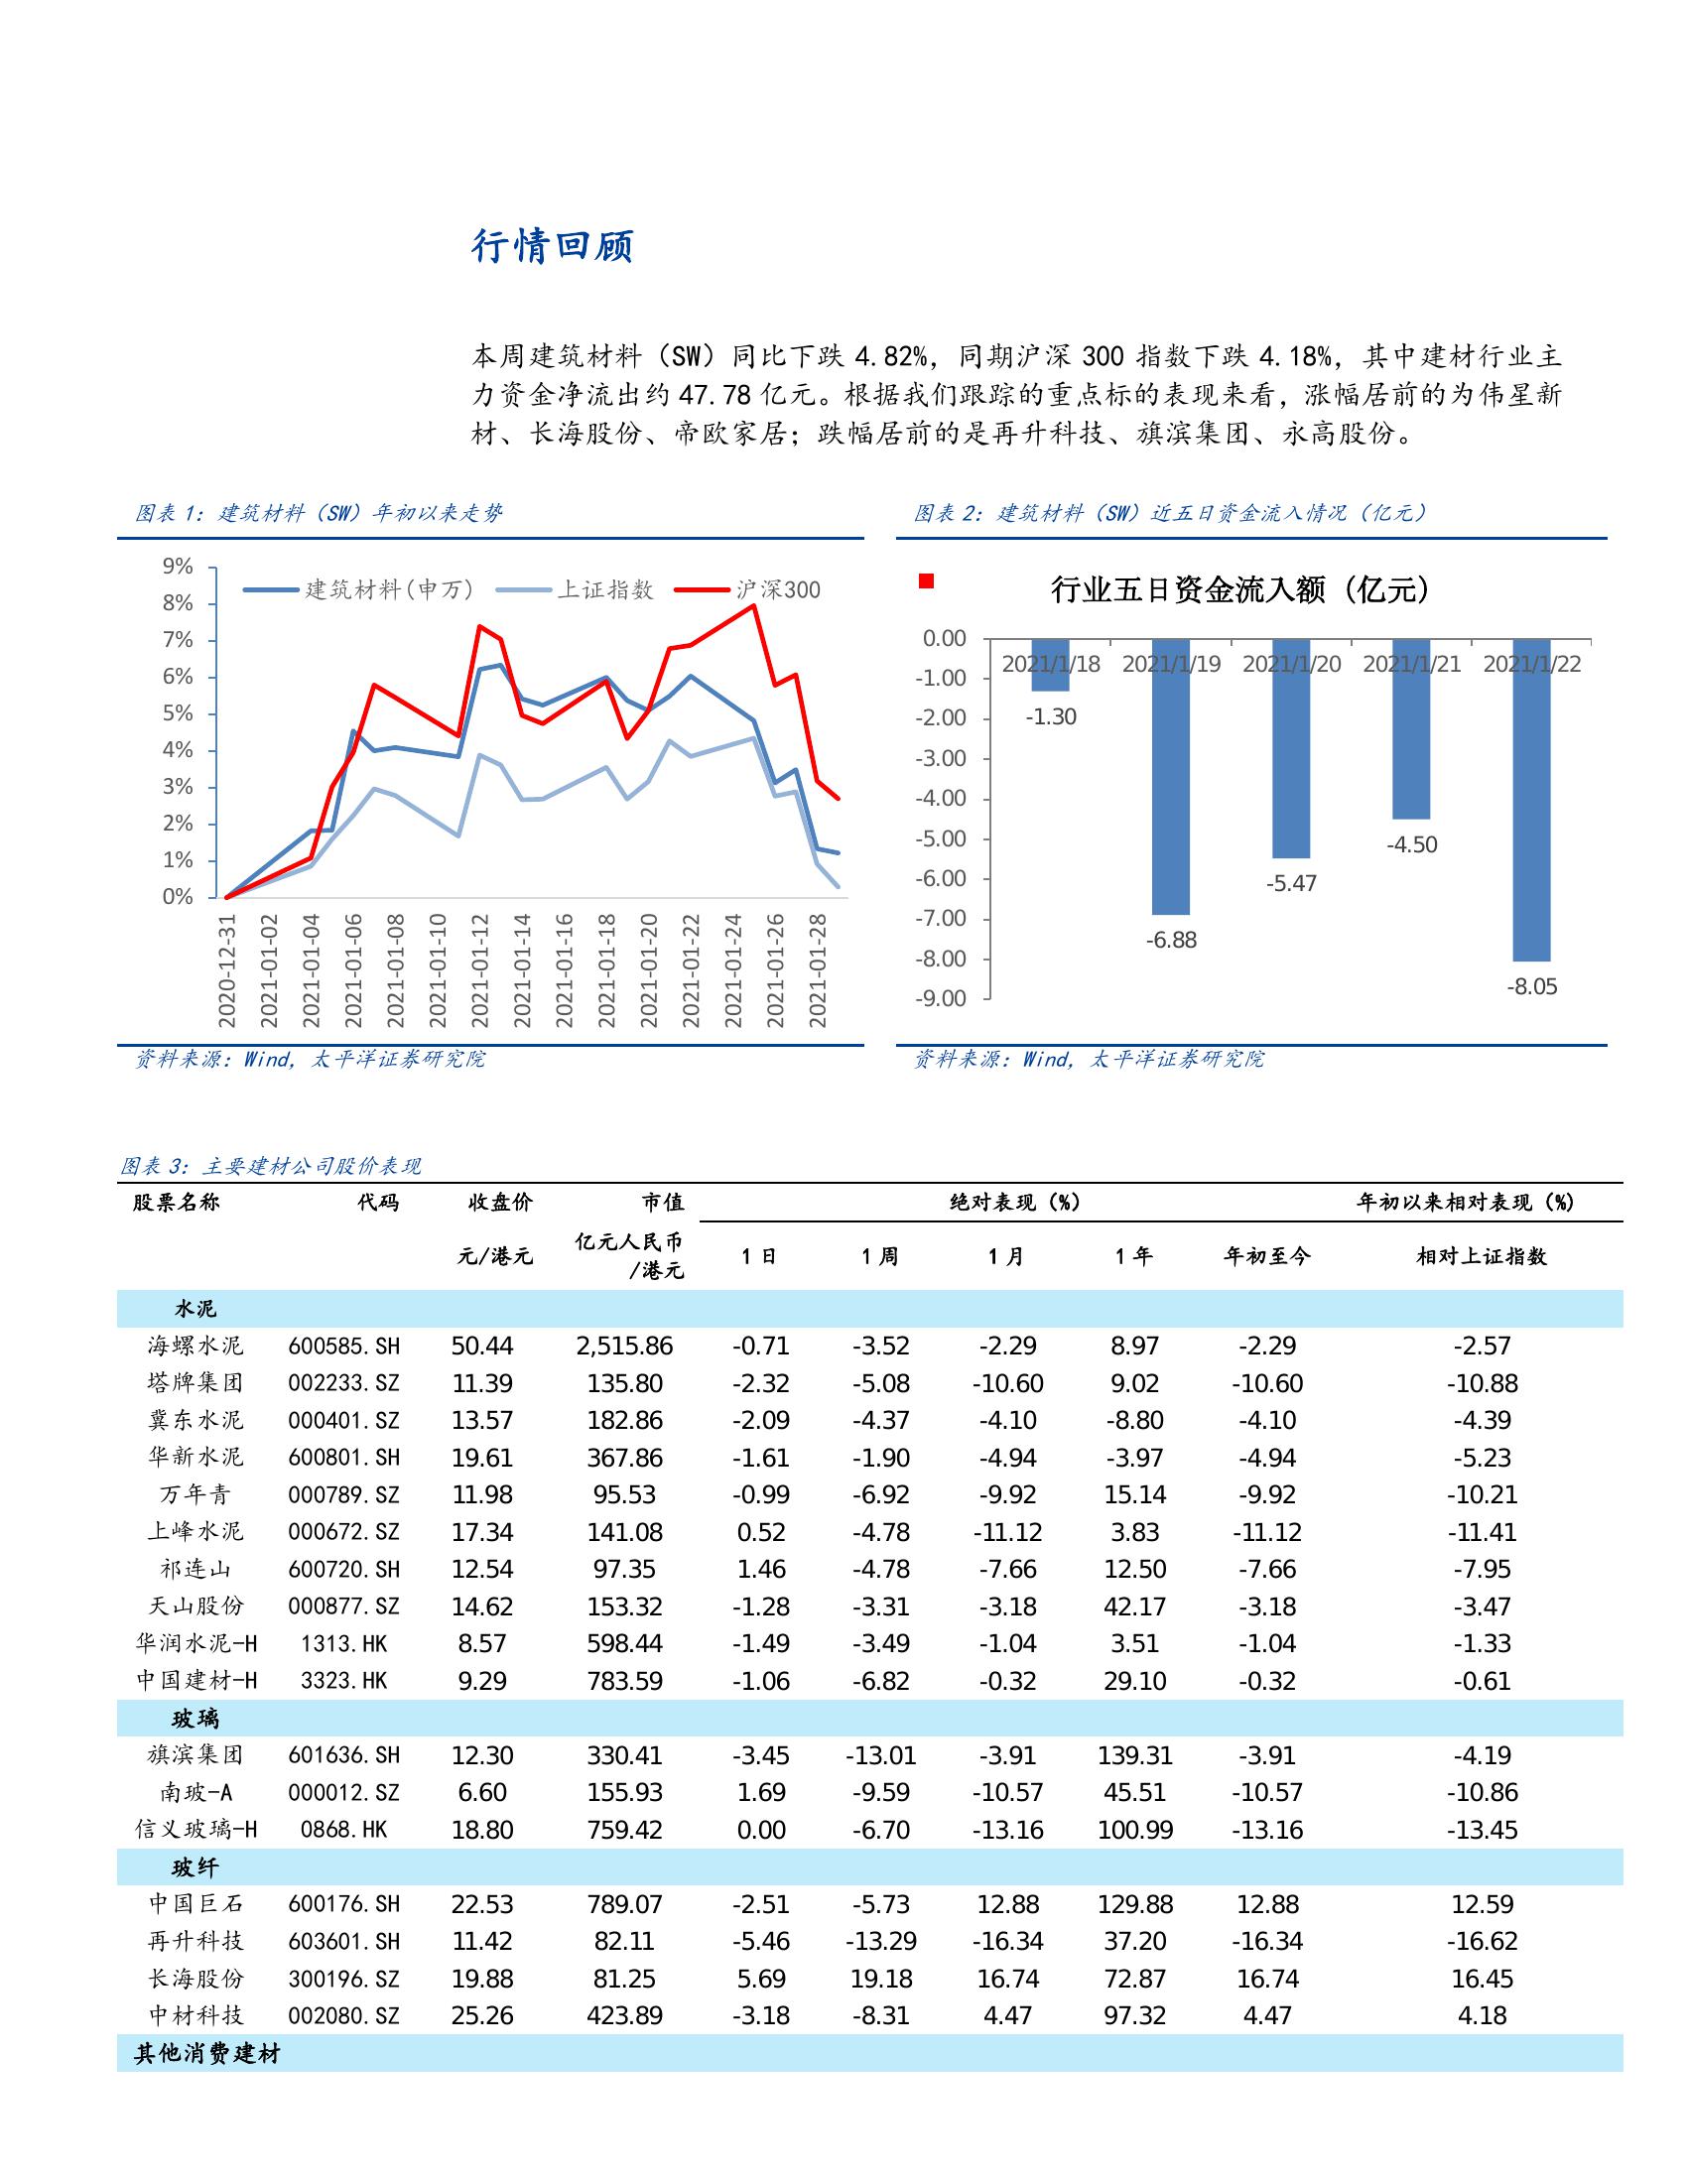 行情回顾
本周建筑材料（SW）同比下跌 4.82%，同期沪深 300 指数下跌 4.18%，其中建材行业主
力资金净流出约 47.78 亿元。根据我们跟踪的重点标的表现来看，涨幅居前的为伟星新
材、长海股份、帝欧家居；跌幅居前的是再升科技、旗滨集团、永高股份。
图表 1：建筑材料（SW）年初以来走势
9%
8%
7%
6%
5%
4%
3%
2%
1%
0%
建筑材料(申万) 上证指数 沪深300
2020-12-31
2021-01-02
2021-01-04
2021-01-06
2021-01-08
2021-01-10
2021-01-12
2021-01-14
2021-01-16
2021-01-18
2021-01-20
2021-01-22
2021-01-24
2021-01-26
2021-01-28
资料来源：Wind，太平洋证券研究院
图表 2：建筑材料（SW）近五日资金流入情况（亿元）
行业五日资金流入额（亿元）
0.00
-1.00
-2.00
-3.00
-4.00
-5.00
-6.00
-7.00
-8.00
-9.00
2021/1/18 2021/1/19 2021/1/20 2021/1/21 2021/1/22
-1.30
-6.88
-5.47
-4.50
-8.05
资料来源：Wind，太平洋证券研究院
图表 3：主要建材公司股价表现
股票名称 代码 收盘价 市值 绝对表现（%） 年初以来相对表现（%）
元/港元 亿元人民币/港元 1 日 1 周 1 月 1 年 年初至今 相对上证指数
水泥
海螺水泥 600585.SH 50.44 2,515.86 -0.71 -3.52 -2.29 8.97 -2.29 -2.57
塔牌集团 002233.SZ 11.39 135.80 -2.32 -5.08 -10.60 9.02 -10.60 -10.88
冀东水泥 000401.SZ 13.57 182.86 -2.09 -4.37 -4.10 -8.80 -4.10 -4.39
华新水泥 600801.SH 19.61 367.86 -1.61 -1.90 -4.94 -3.97 -4.94 -5.23
万年青 000789.SZ 11.98 95.53 -0.99 -6.92 -9.92 15.14 -9.92 -10.21
上峰水泥 000672.SZ 17.34 141.08 0.52 -4.78 -11.12 3.83 -11.12 -11.41
祁连山 600720.SH 12.54 97.35 1.46 -4.78 -7.66 12.50 -7.66 -7.95
天山股份 000877.SZ 14.62 153.32 -1.28 -3.31 -3.18 42.17 -3.18 -3.47
华润水泥-H 1313.HK 8.57 598.44 -1.49 -3.49 -1.04 3.51 -1.04 -1.33
中国建材-H 3323.HK 9.29 783.59 -1.06 -6.82 -0.32 29.10 -0.32 -0.61
玻璃
旗滨集团 601636.SH 12.30 330.41 -3.45 -13.01 -3.91 139.31 -3.91 -4.19
南玻-A 000012.SZ 6.60 155.93 1.69 -9.59 -10.57 45.51 -10.57 -10.86
信义玻璃-H 0868.HK 18.80 759.42 0.00 -6.70 -13.16 100.99 -13.16 -13.45
玻纤
中国巨石 600176.SH 22.53 789.07 -2.51 -5.73 12.88 129.88 12.88 12.59
再升科技 603601.SH 11.42 82.11 -5.46 -13.29 -16.34 37.20 -16.34 -16.62
长海股份 300196.SZ 19.88 81.25 5.69 19.18 16.74 72.87 16.74 16.45
中材科技 002080.SZ 25.26 423.89 -3.18 -8.31 4.47 97.32 4.47 4.18
其他消费建材